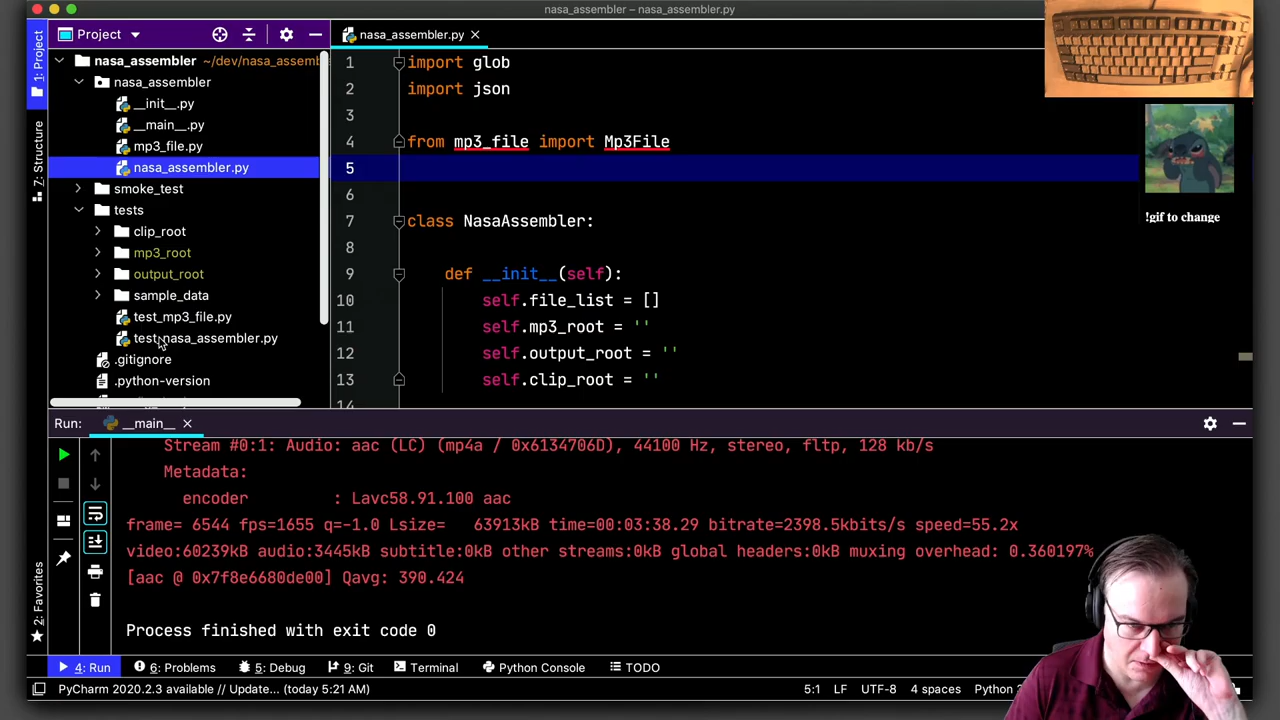 nasa_assembler – nasa_assembler.py
1: Project
Project
nasa_assembler.py
nasa_assembler ~/dev/nasa_assemb
nasa_assembler
__init__.py
__main__.py
mp3_file.py
nasa_assembler.py
smoke_test
tests
clip_root
mp3_root
output_root
sample_data
test_mp3_file.py
test_nasa_assembler.py
.gitignore
.python-version
7: Structure
2: Favorites
1 import glob
2 import json
3
4 from mp3_file import Mp3File
5
6
7 class NasaAssembler:
8
9 def __init__(self):
10 self.file_list = []
11 self.mp3_root = ''
12 self.output_root = ''
13 self.clip_root = ''
14
!gif to change
Run: __main__
Stream #0:1: Audio: aac (LC) (mp4a / 0x6134706D), 44100 Hz, stereo, fltp, 128 kb/s
Metadata:
encoder : Lavc58.91.100 aac
frame= 6544 fps=1655 q=-1.0 Lsize= 63913kB time=00:03:38.29 bitrate=2398.5kbits/s speed=55.2x
video:60239kB audio:3445kB subtitle:0kB other streams:0kB global headers:0kB muxing overhead: 0.360197%
[aac @ 0x7f8e6680de00] Qavg: 390.424
Process finished with exit code 0
4: Run 6: Problems 5: Debug 9: Git Terminal Python Console TODO
PyCharm 2020.2.3 available // Update... (today 5:21 AM) 5:1 LF UTF-8 4 spaces Python